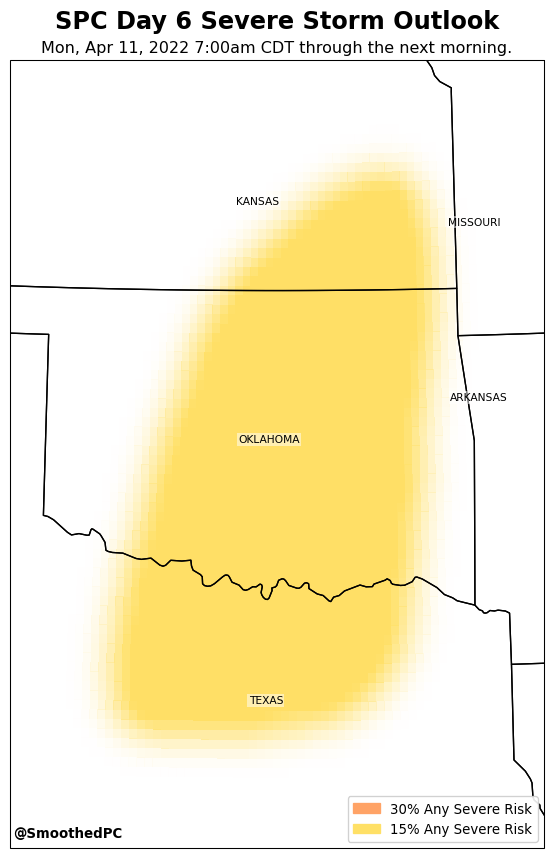 SPC Day 6 Severe Storm Outlook
Mon, Apr 11, 2022 7:00am CDT through the next morning.
KANSAS
MISSOURI
ARKANSAS
OKLAHOMA
TEXAS
30% Any Severe Risk
15% Any Severe Risk
@SmoothedPC